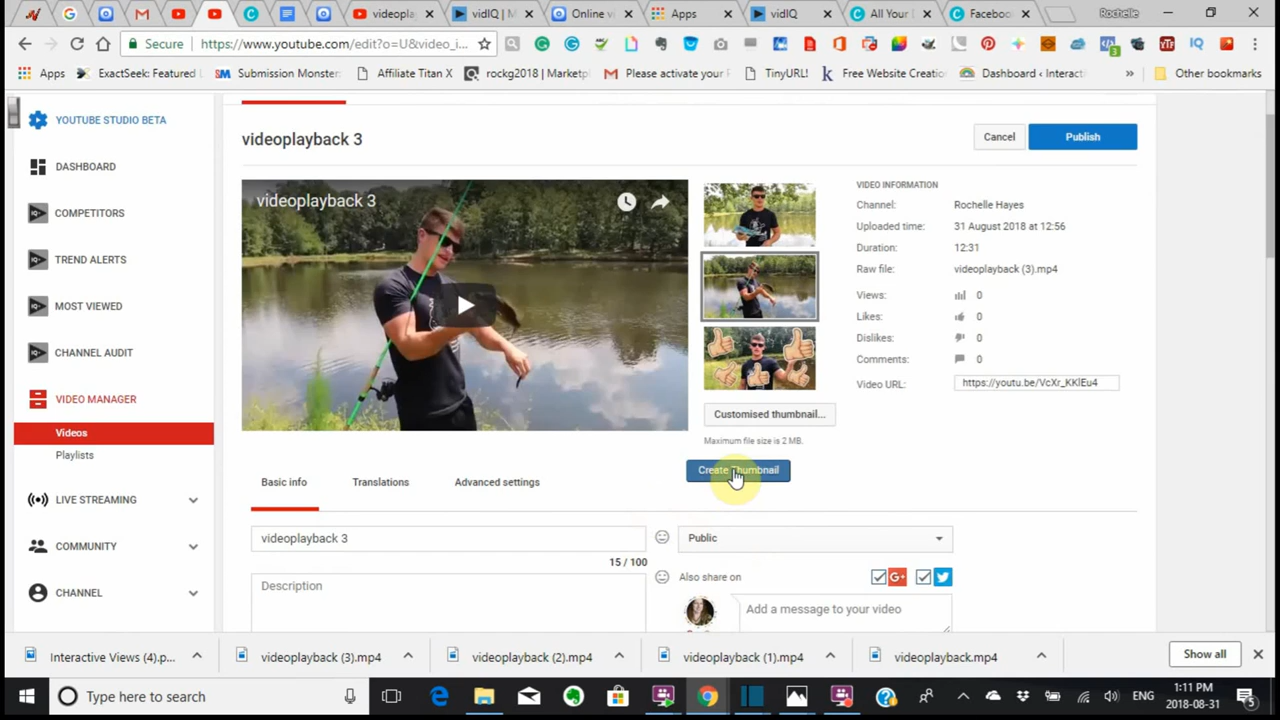 videopla
vidIQ | M
Online v
Apps
vidIQ
All Your
Facebook
Rochelle
Secure
https://www.youtube.com/edit?o=U&video_i...
Apps
ExactSeek: Featured
Submission Monster:
Affiliate Titan X
rockg2018 | Marketpl
Please activate your
TinyURL!
Free Website Creatio
Dashboard ‹ Interact
»
Other bookmarks
YOUTUBE STUDIO BETA
DASHBOARD
COMPETITORS
TREND ALERTS
MOST VIEWED
CHANNEL AUDIT
VIDEO MANAGER
Videos
Playlists
LIVE STREAMING
COMMUNITY
CHANNEL
videoplayback 3
Cancel
Publish
videoplayback 3
Customised thumbnail...
Maximum file size is 2 MB.
Create Thumbnail
VIDEO INFORMATION
Channel: Rochelle Hayes
Uploaded time: 31 August 2018 at 12:56
Duration: 12:31
Raw file: videoplayback (3).mp4
Views: 0
Likes: 0
Dislikes: 0
Comments: 0
Video URL: https://youtu.be/VcXr_KKlEu4
Basic info
Translations
Advanced settings
videoplayback 3
15 / 100
Description
Public
Also share on
G+
Add a message to your video
Interactive Views (4).p...
videoplayback (3).mp4
videoplayback (2).mp4
videoplayback (1).mp4
videoplayback.mp4
Show all
Type here to search
ENG
1:11 PM
2018-08-31
5